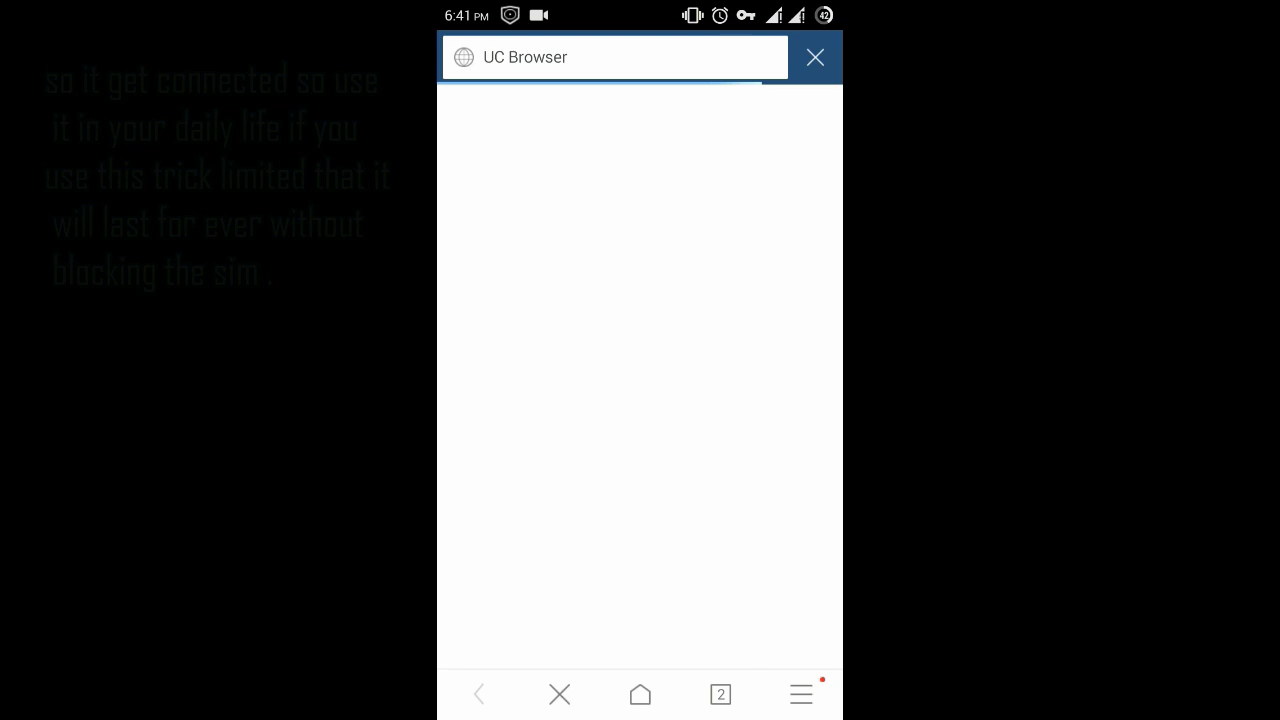 6:41 PM
42
UC Browser
so it get connected so use
it in your daily life if you
use this trick limited that it
will last for ever without
blocking the sim .
2